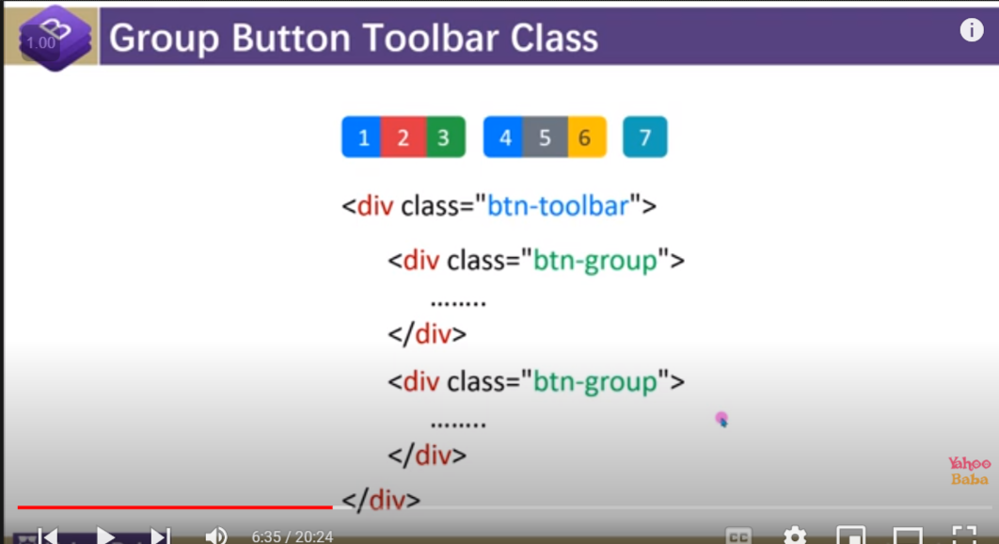 1.00
Group Button Toolbar Class
1 2 3 4 5 6 7
<div class="btn-toolbar">
<div class="btn-group">
........
</div>
<div class="btn-group">
........
</div>
</div>
Yahoo
Baba
6:35 / 20:24
CC